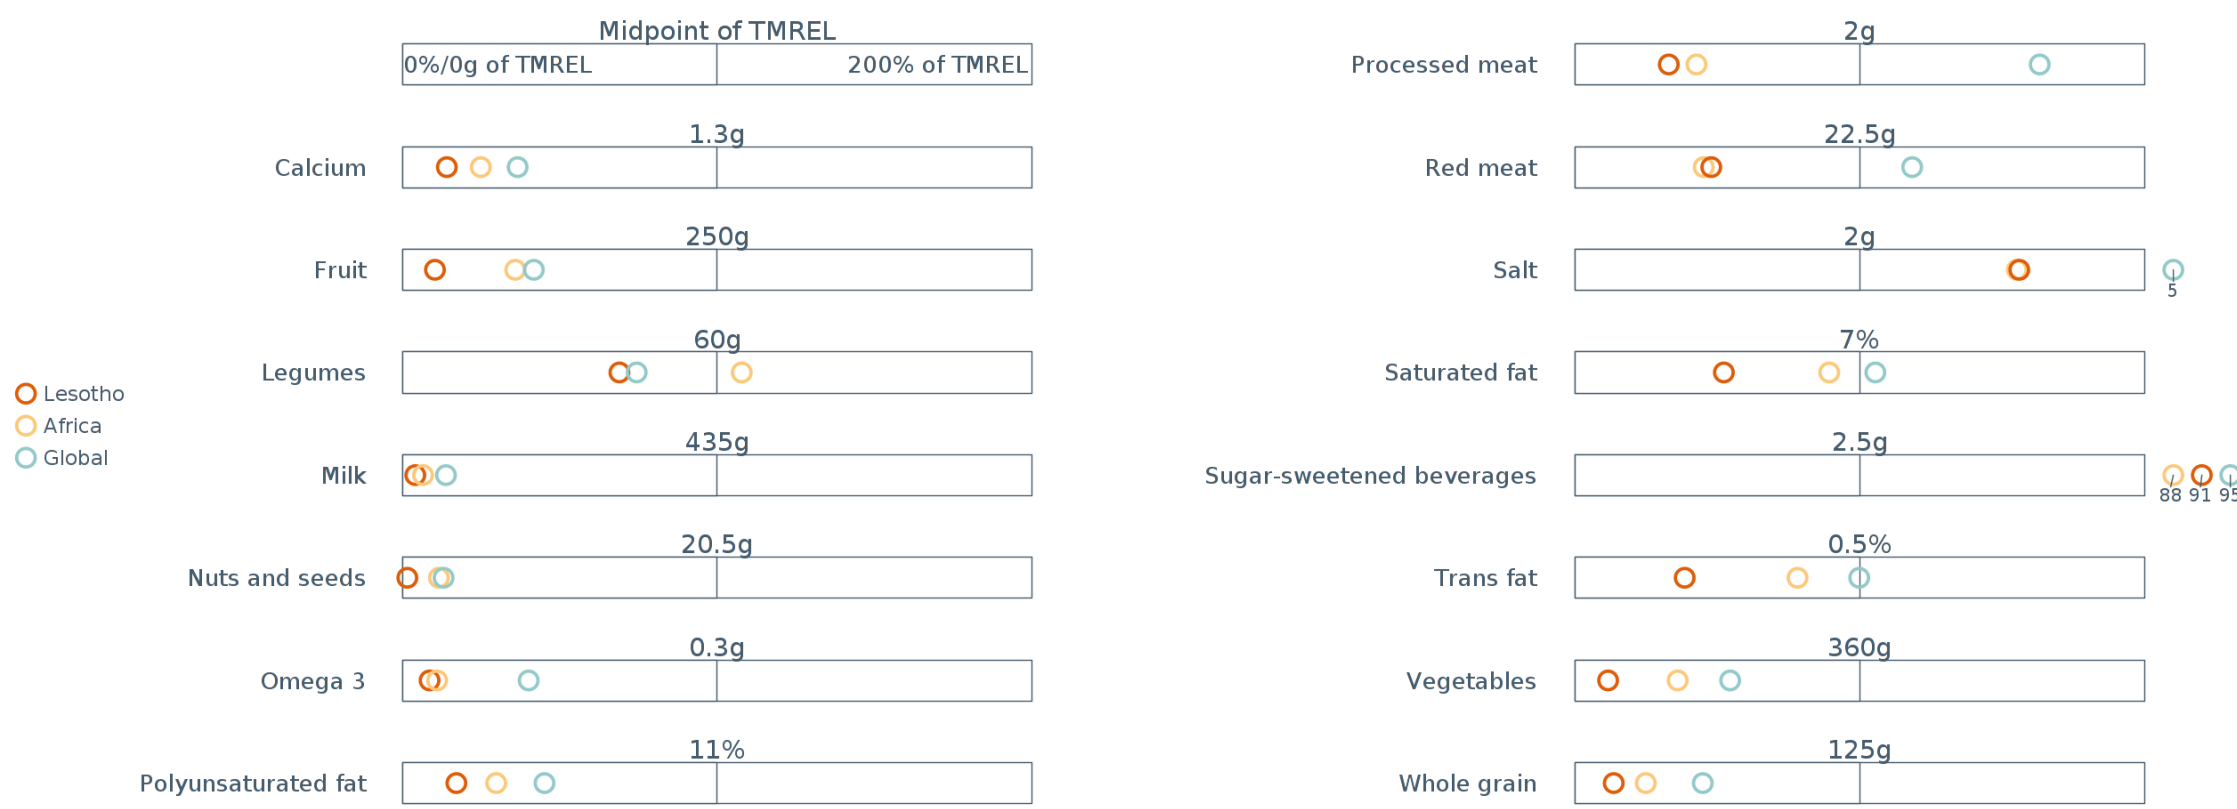 Midpoint of TMREL
0%/0g of TMREL
200% of TMREL
1.3g
Calcium
250g
Fruit
60g
Legumes
435g
Milk
20.5g
Nuts and seeds
0.3g
Omega 3
11%
Polyunsaturated fat
Lesotho
Africa
Global
2g
Processed meat
22.5g
Red meat
2g
Salt
5
7%
Saturated fat
2.5g
Sugar-sweetened beverages
88 91 95
0.5%
Trans fat
360g
Vegetables
125g
Whole grain